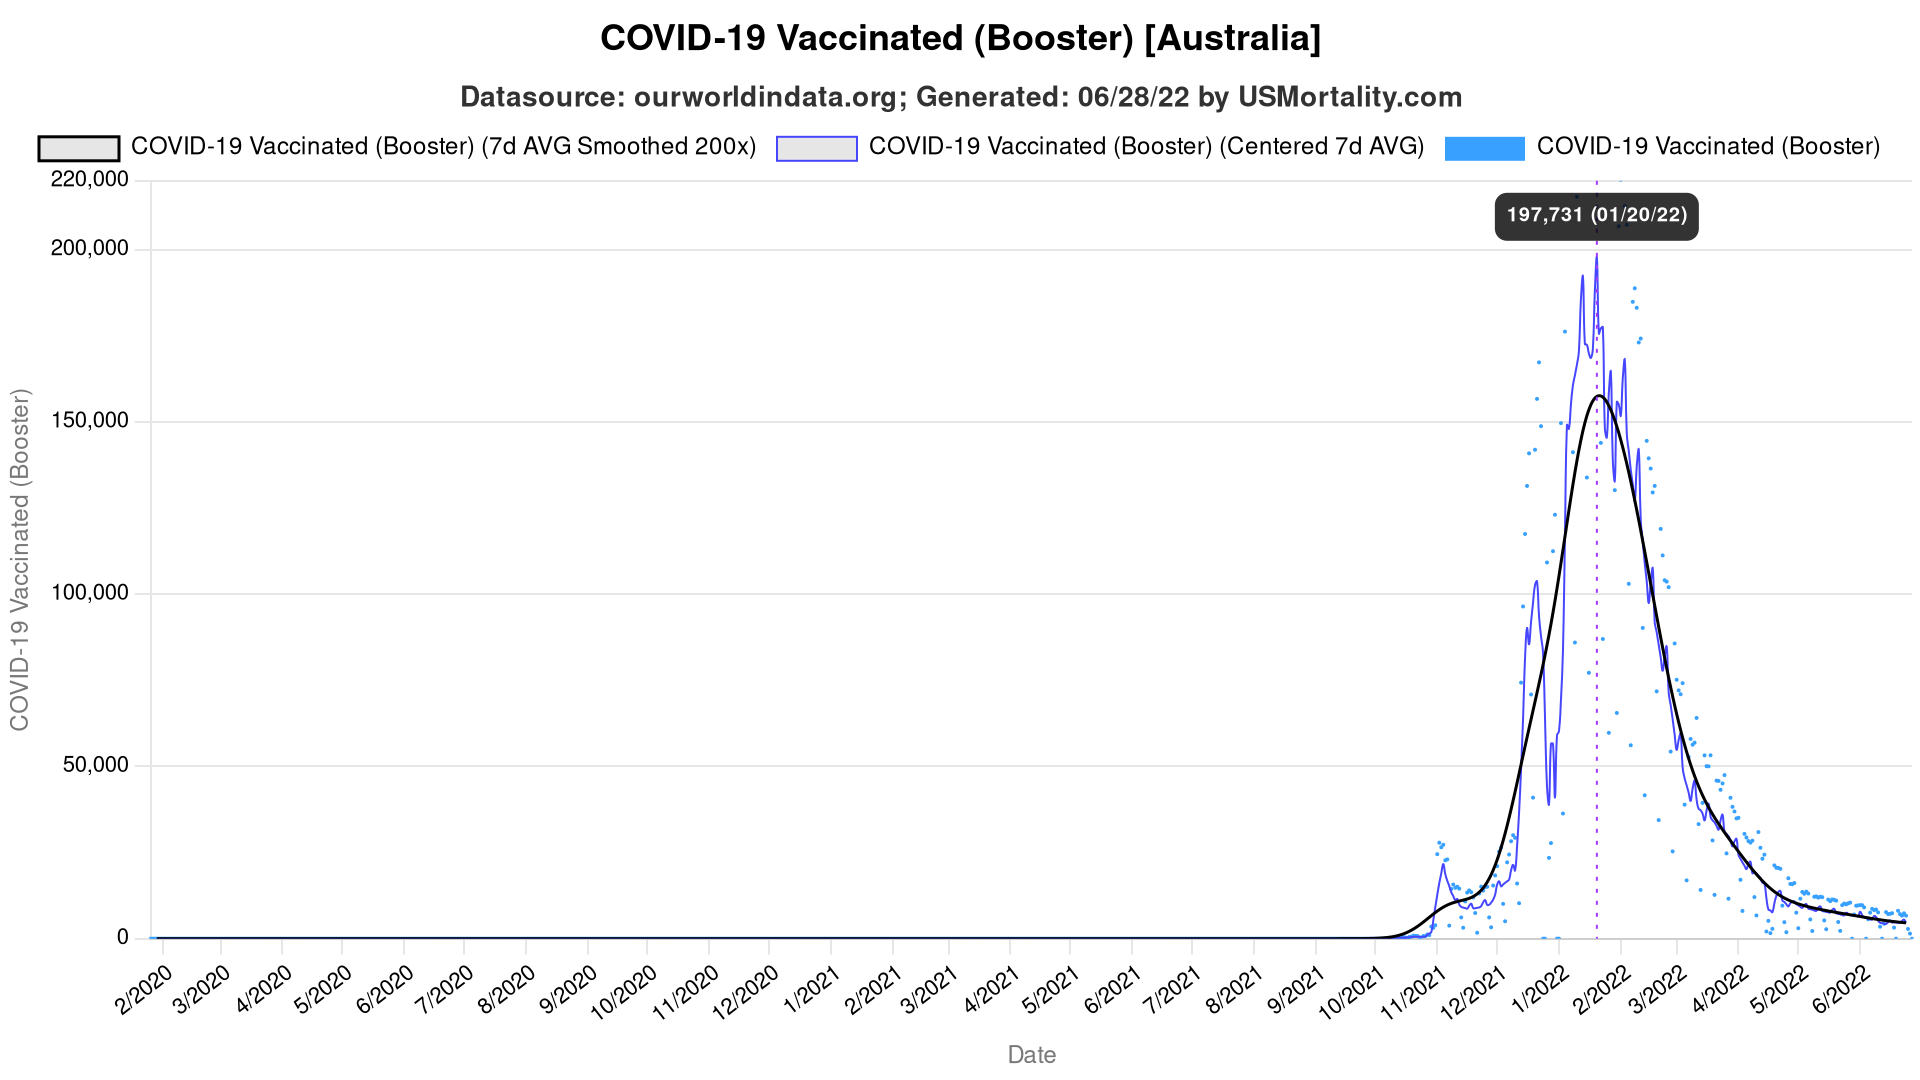 COVID-19 Vaccinated (Booster) [Australia]
Datasource: ourworldindata.org; Generated: 06/28/22 by USMortality.com
COVID-19 Vaccinated (Booster) (7d AVG Smoothed 200x) COVID-19 Vaccinated (Booster) (Centered 7d AVG) COVID-19 Vaccinated (Booster)
220,000
197,731 (01/20/22)
200,000
150,000
100,000
50,000
0
COVID-19 Vaccinated (Booster)
2/2020 3/2020 4/2020 5/2020 6/2020 7/2020 8/2020 9/2020 10/2020 11/2020 12/2020 1/2021 2/2021 3/2021 4/2021 5/2021 6/2021 7/2021 8/2021 9/2021 10/2021 11/2021 12/2021 1/2022 2/2022 3/2022 4/2022 5/2022 6/2022
Date